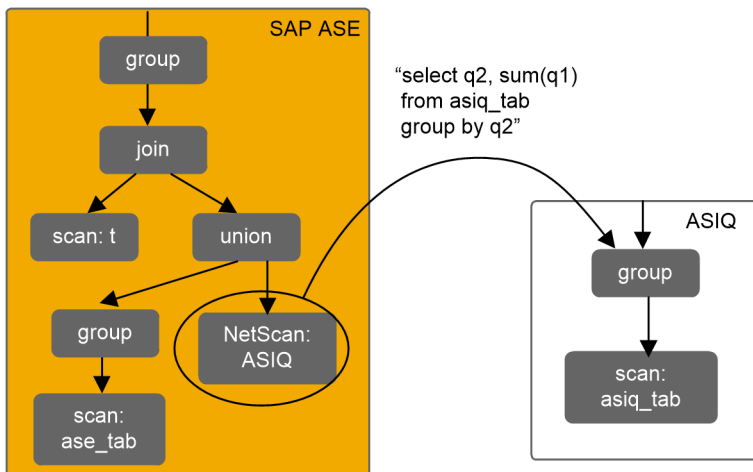 SAP ASE
group
join
scan: t
union
group
NetScan:
ASIQ
scan:
ase_tab
“select q2, sum(q1)
from asiq_tab
group by q2”
ASIQ
group
scan:
asiq_tab